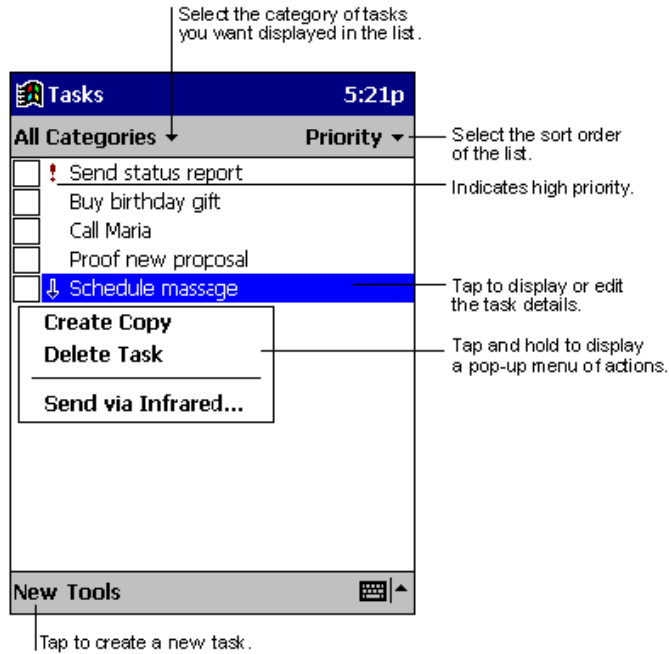 Select the category of tasks
you want displayed in the list.
Tasks 5:21p
All Categories Priority
Select the sort order
of the list.
! Send status report
Indicates high priority.
Buy birthday gift
Call Maria
Proof new proposal
Schedule massage
Tap to display or edit
the task details.
Create Copy
Delete Task
Tap and hold to display
a pop-up menu of actions.
Send via Infrared...
New Tools
Tap to create a new task.